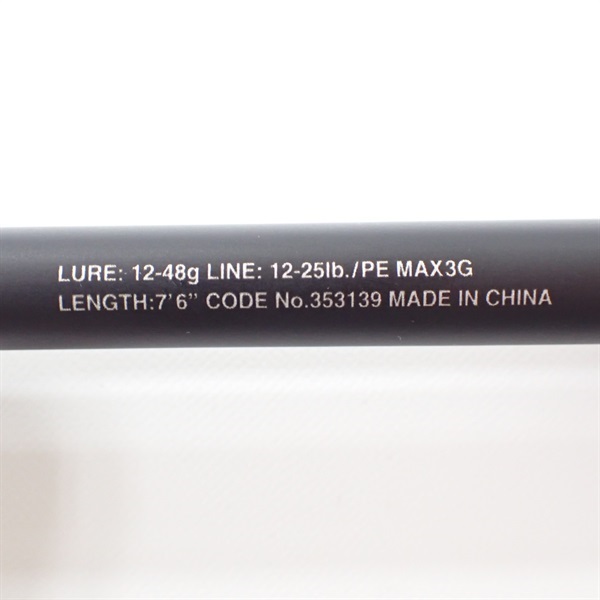 LURE: 12-48g LINE: 12-25lb./PE MAX3G
LENGTH:7'6" CODE No.353139 MADE IN CHINA